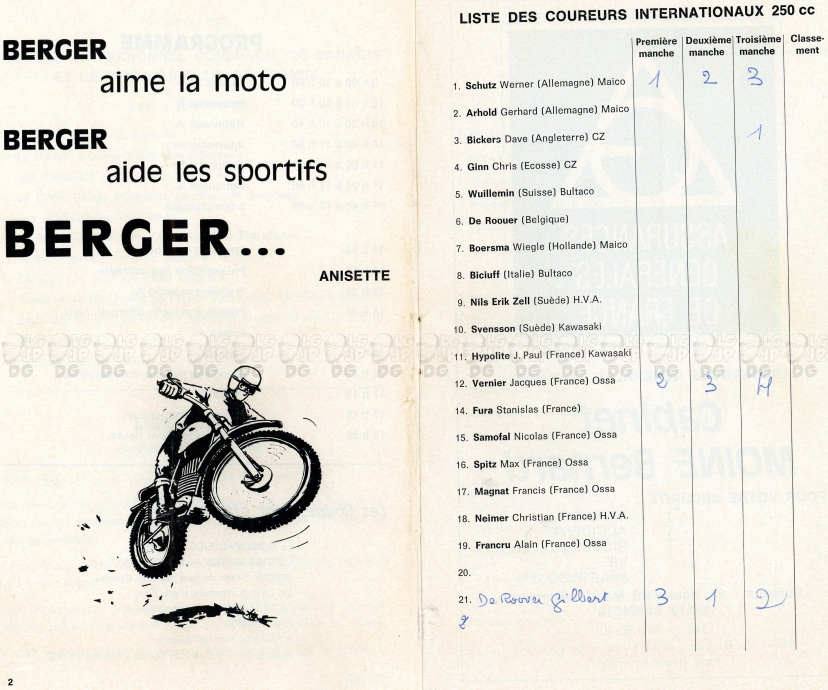 BERGER
aime la moto
BERGER
aide les sportifs
BERGER...
ANISETTE
2
LISTE DES COUREURS INTERNATIONAUX 250 cc
Première manche Deuxième manche Troisième manche Classement
1. Schutz Werner (Allemagne) Maico 1 2 3
2. Arhold Gerhard (Allemagne) Maico
3. Bickers Dave (Angleterre) CZ 1
4. Ginn Chris (Ecosse) CZ
5. Wuillemin (Suisse) Bultaco
6. De Roouer (Belgique)
7. Boersma Wiegle (Hollande) Maico
8. Biciuff (Italie) Bultaco
9. Nils Erik Zell (Suède) H.V.A.
10. Svensson (Suède) Kawasaki
11. Hypolite J. Paul (France) Kawasaki
12. Vernier Jacques (France) Ossa 2 3 4
14. Fura Stanislas (France)
15. Samofal Nicolas (France) Ossa
16. Spitz Max (France) Ossa
17. Magnat Francis (France) Ossa
18. Neimer Christian (France) H.V.A.
19. Francru Alain (France) Ossa
20.
21. De Roover Gilbert 3 1 2